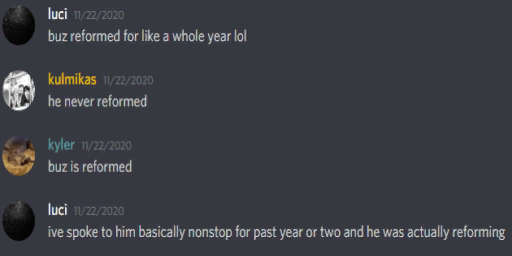 luci 11/22/2020
buz reformed for like a whole year lol
kulmikas 11/22/2020
he never reformed
kyler 11/22/2020
buz is reformed
luci 11/22/2020
ive spoke to him basically nonstop for past year or two and he was actually reforming